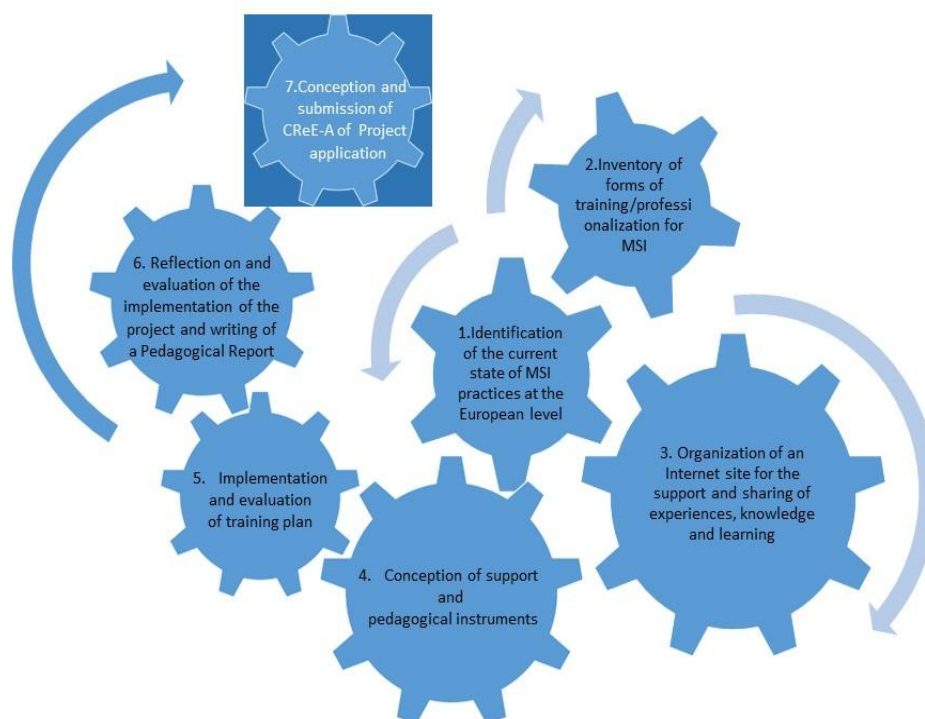 7.Conception and
submission of
CReE-A of Project
application
2.Inventory of
forms of
training/professi
onalization for
MSI
6. Reflection on and
evaluation of the
implementation of the
project and writing of
a Pedagogical Report
1.Identification
of the current
state of MSI
practices at the
European level
3. Organization of an
Internet site for the
support and sharing of
experiences, knowledge
and learning
5. Implementation
and evaluation
of training plan
4. Conception of support
and
pedagogical instruments